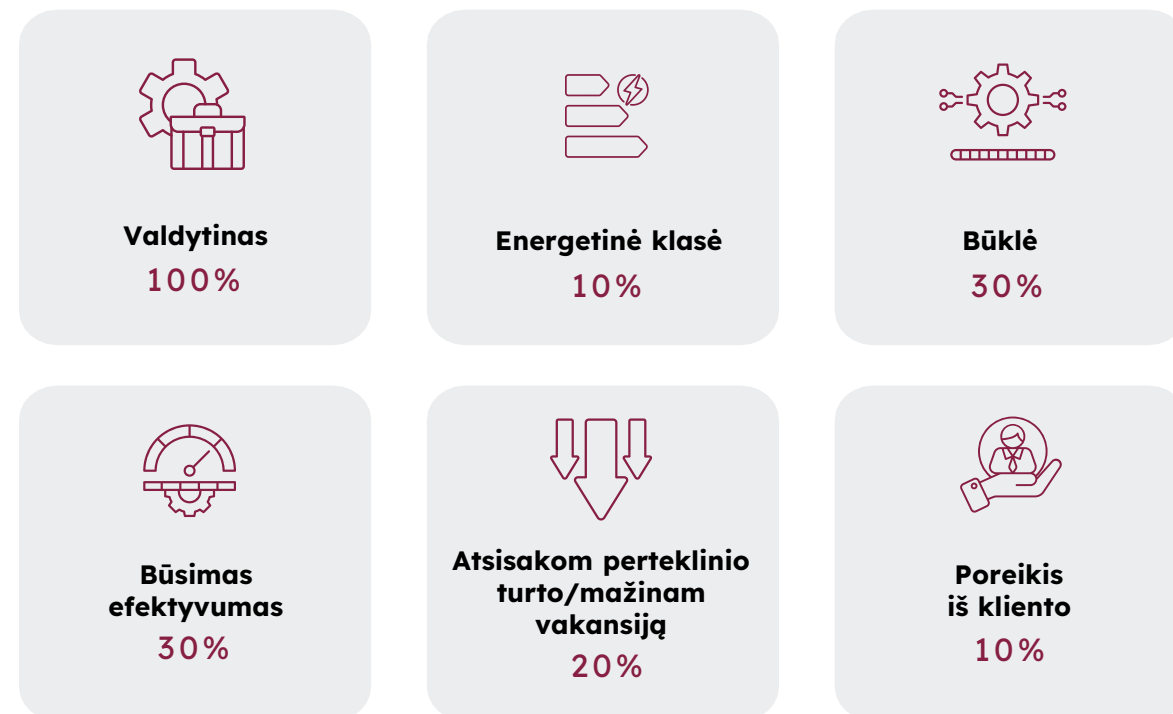 Valdytinas
100%
Energetinė klasė
10%
Būklė
30%
Būsimas
efektyvumas
30%
Atsisakom perteklinio
turto/mažinam
vakansiją
20%
Poreikis
iš kliento
10%